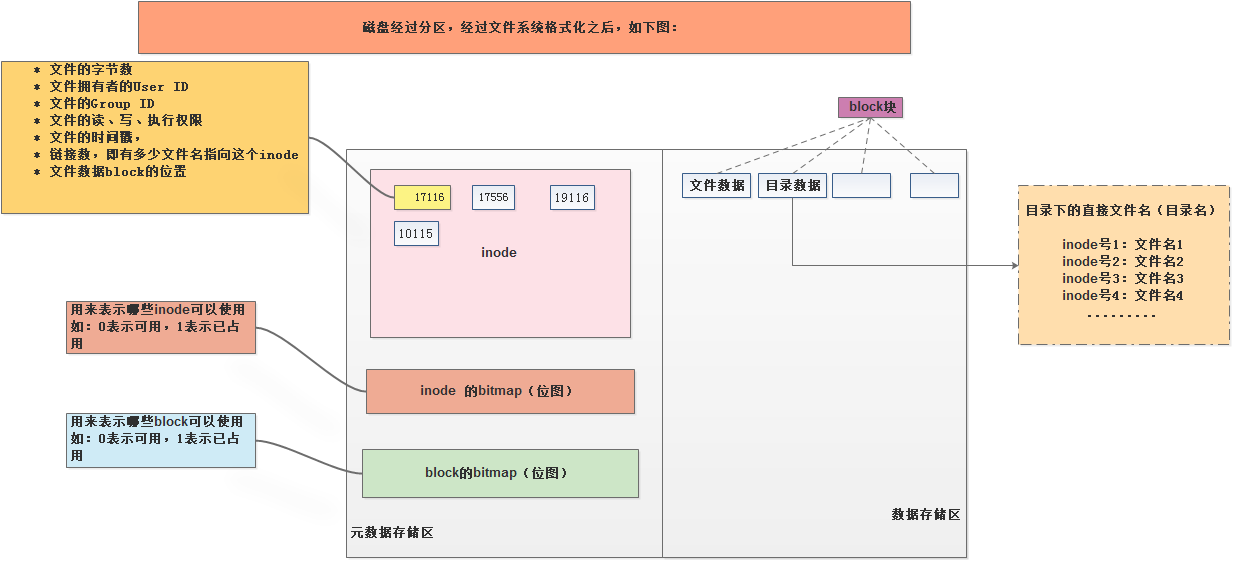 磁盘经过分区，经过文件系统格式化之后，如下图：
* 文件的字节数
* 文件拥有者的User ID
* 文件的Group ID
* 文件的读、写、执行权限
* 文件的时间戳，
* 链接数，即有多少文件名指向这个inode
* 文件数据block的位置
block块
17116
17556
19116
10115
inode
文件数据
目录数据
目录下的直接文件名（目录名）
inode号1：文件名1
inode号2：文件名2
inode号3：文件名3
inode号4：文件名4
---------
用来表示哪些inode可以使用
如：0表示可用，1表示已占
用
inode 的bitmap（位图）
用来表示哪些block可以使用
如：0表示可用，1表示已占
用
block的bitmap（位图）
元数据存储区
数据存储区